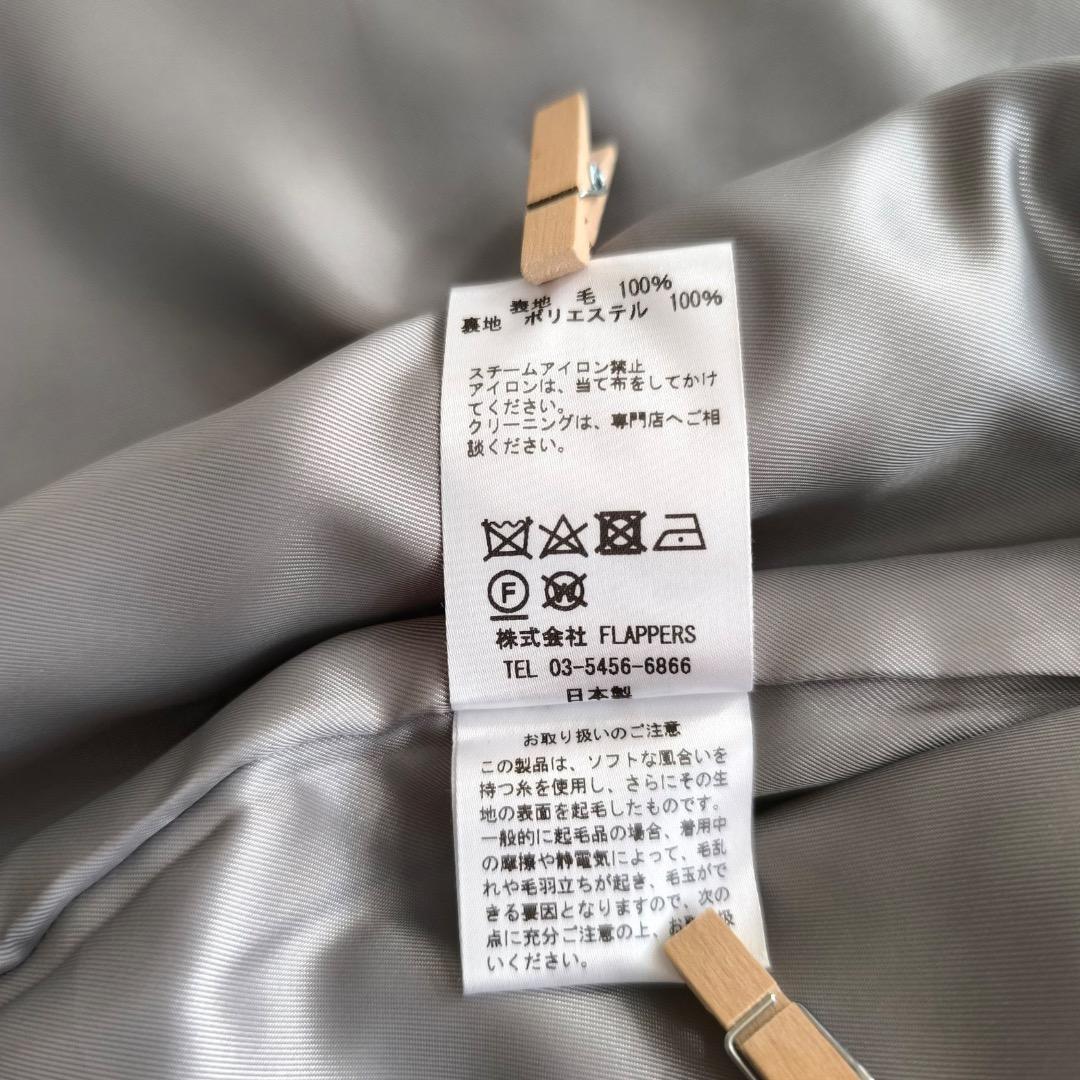 表地 毛 100%
裏地 ポリエステル 100%
スチームアイロン禁止
アイロンは、当て布をしてかけ
てください。
クリーニングは、専門店へご相
談ください。
F W
株式会社 FLAPPERS
TEL 03-5456-6866
日本製
お取り扱いのご注意
この製品は、ソフトな風合いを
持つ糸を使用し、さらにその生
地の表面を起毛したものです。
一般的に起毛品の場合、着用中
の摩擦や静電気によって、毛乱
れや毛羽立ちが起き、毛玉がで
きる要因となりますので、次の
点に充分ご注意の上、お取扱
いください。